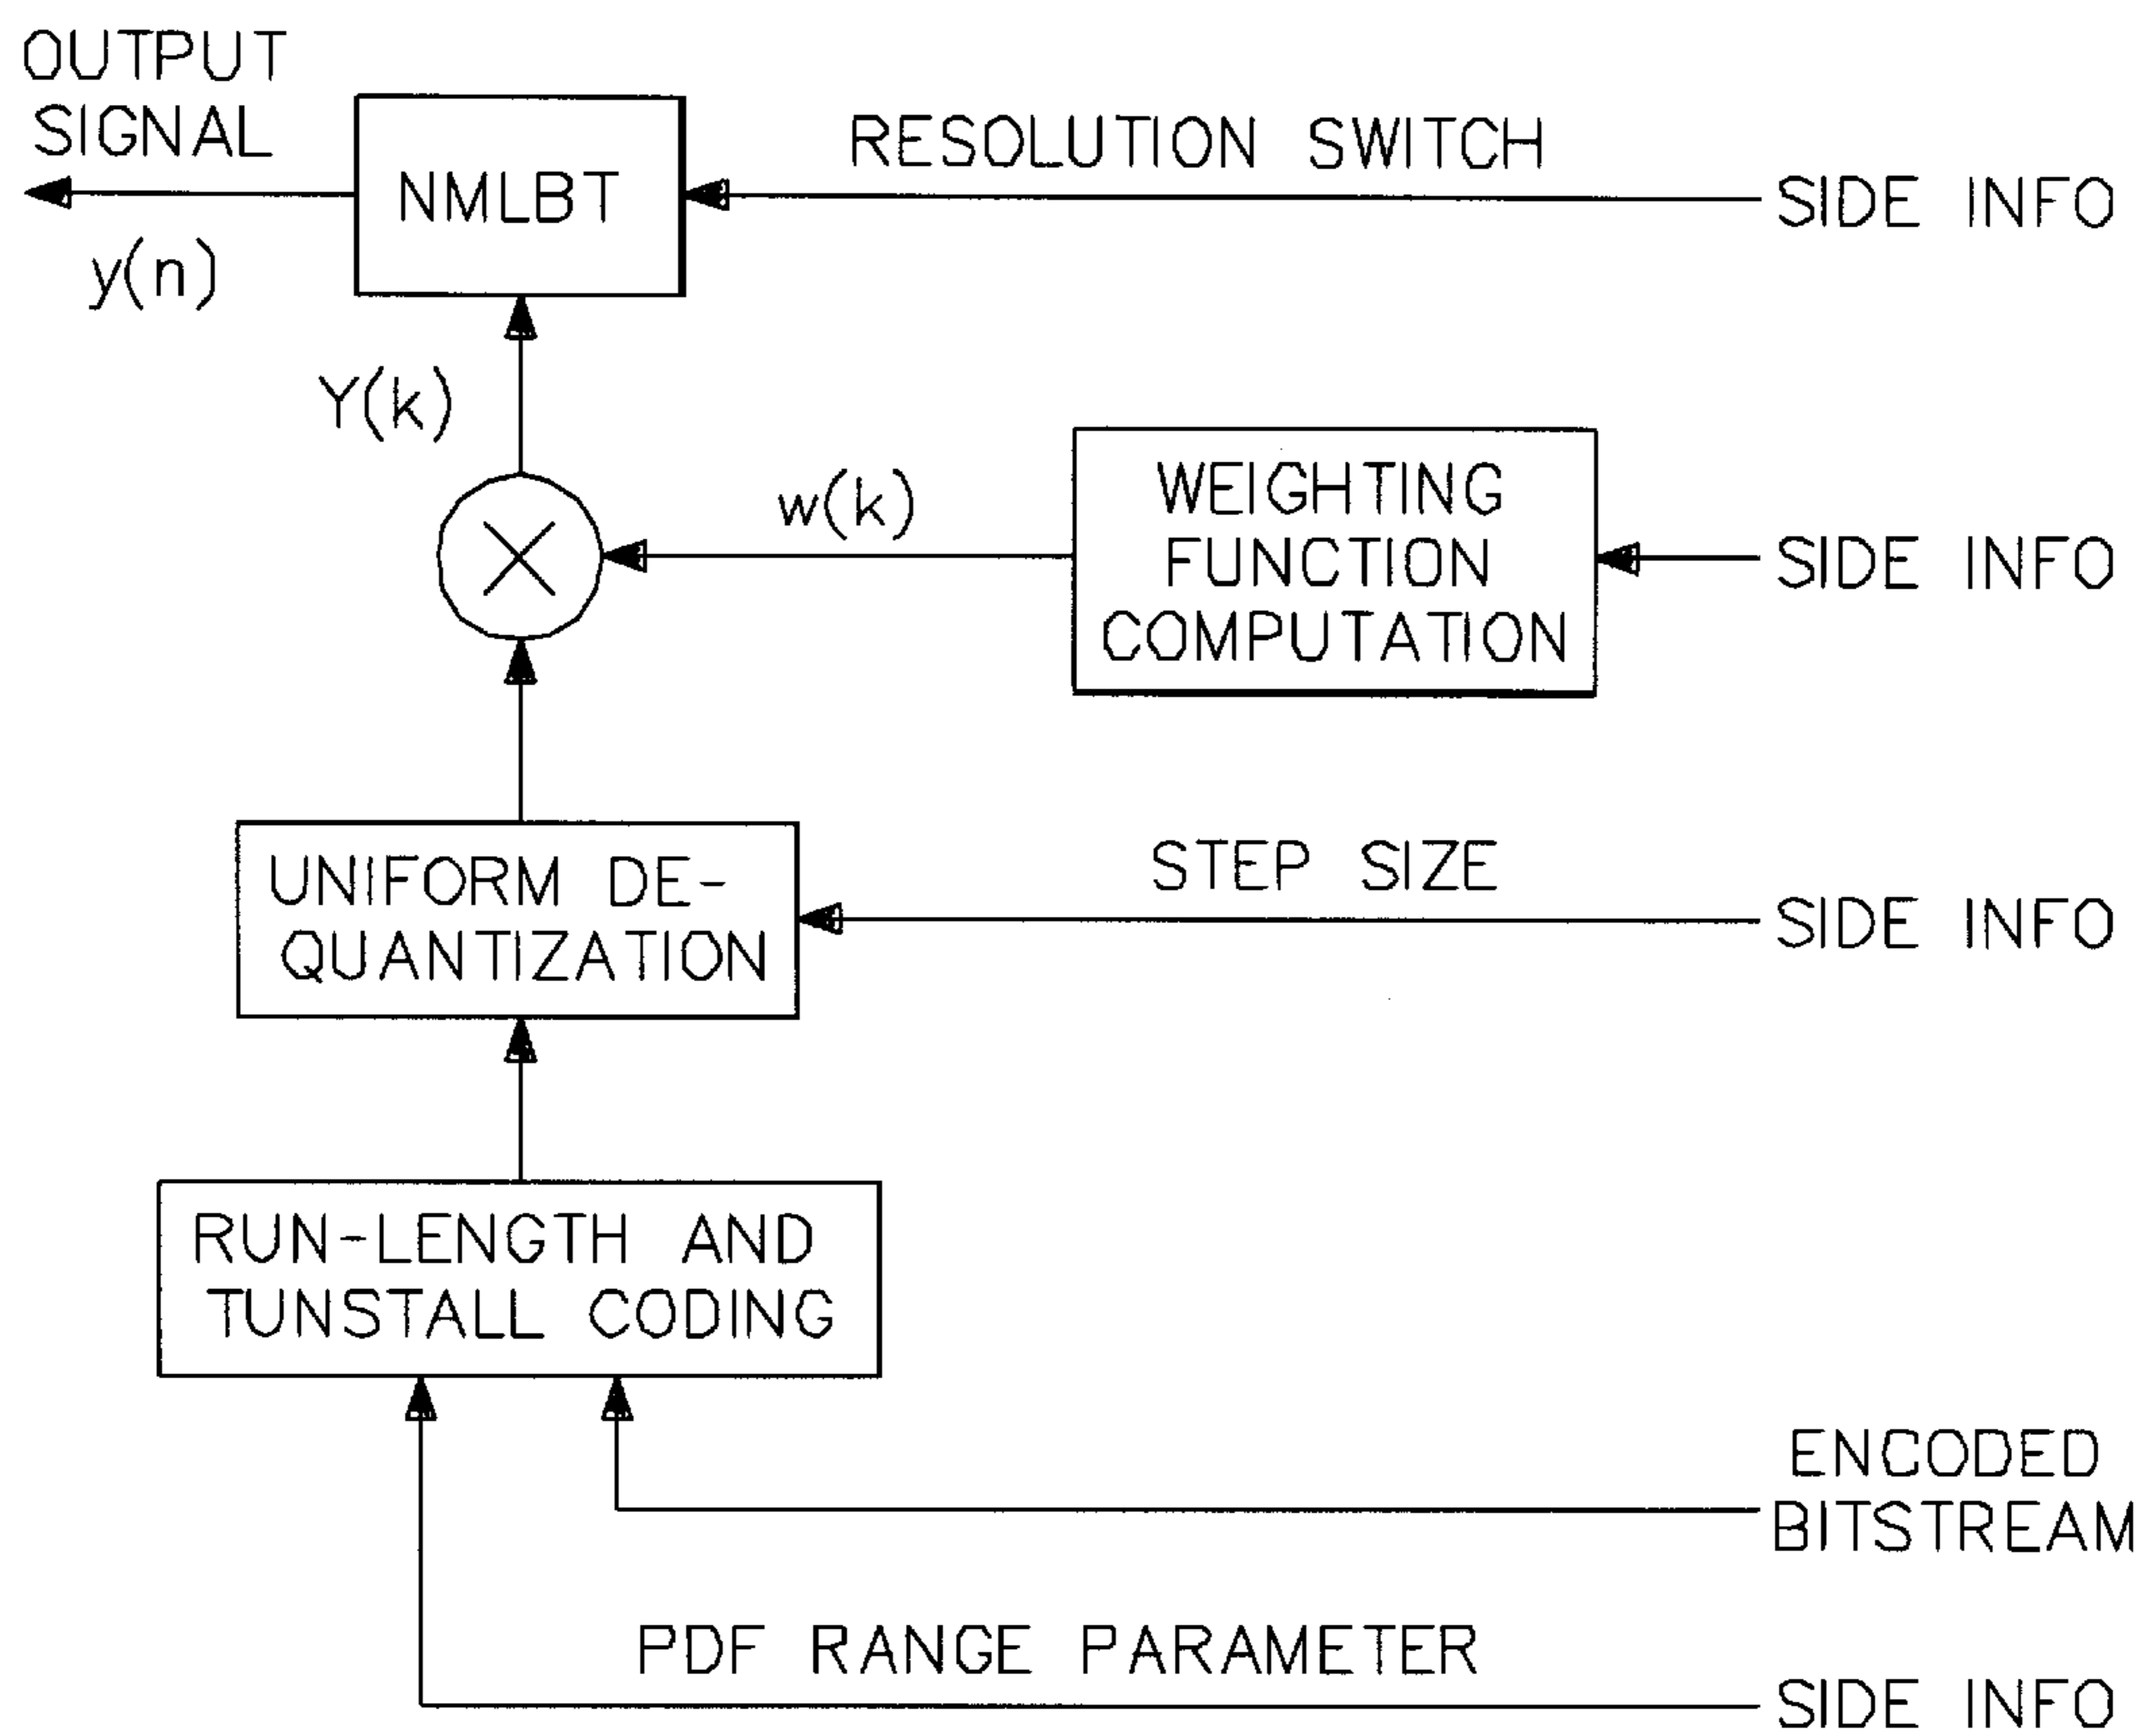 OUTPUT
SIGNAL
NMLBT
RESOLUTION SWITCH
SIDE INFO
y(n)
Y(k)
w(k)
WEIGHTING
FUNCTION
COMPUTATION
SIDE INFO
UNIFORM DE-
QUANTIZATION
STEP SIZE
SIDE INFO
RUN-LENGTH AND
TUNSTALL CODING
ENCODED
BITSTREAM
PDF RANGE PARAMETER
SIDE INFO